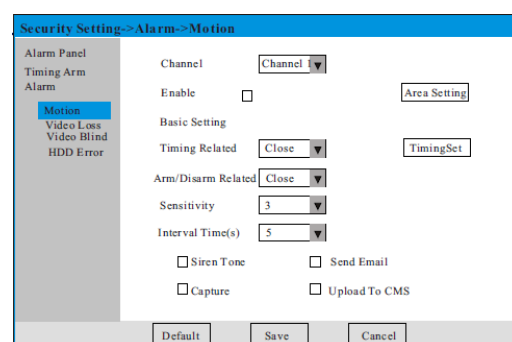 Security Setting->Alarm->Motion
Alarm Panel
Timing Arm
Alarm
Motion
Video Loss
Video Blind
HDD Error
Channel Channel 1
Enable Area Setting
Basic Setting
Timing Related Close TimingSet
Arm/Disarm Related Close
Sensitivity 3
Interval Time(s) 5
Siren Tone Send Email
Capture Upload To CMS
Default Save Cancel